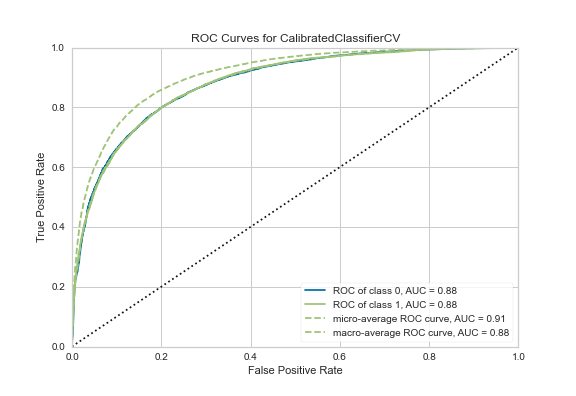 ROC Curves for CalibratedClassifierCV
1.0
0.8
0.6
0.4
0.2
0.0
True Positive Rate
0.0 0.2 0.4 0.6 0.8 1.0
False Positive Rate
ROC of class 0, AUC = 0.88
ROC of class 1, AUC = 0.88
micro-average ROC curve, AUC = 0.91
macro-average ROC curve, AUC = 0.88